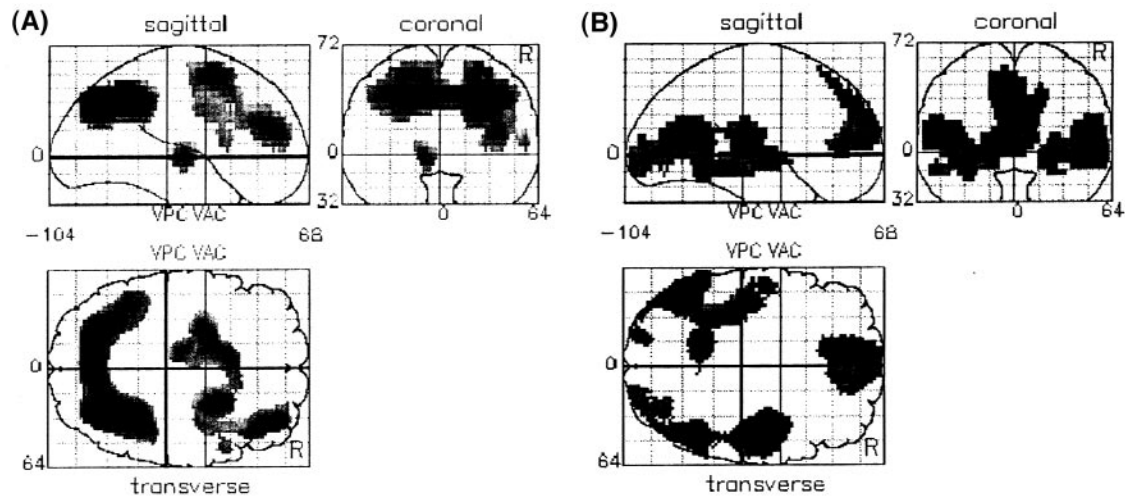 (A)
sagittal
coronal
72
R
0
0
32
VPC VAC
0
64
-104
68
VPC VAC
0
64
R
transverse
(B)
sagittal
coronal
72
R
0
0
32
VPC VAC
0
64
-104
68
VPC VAC
0
64
R
transverse